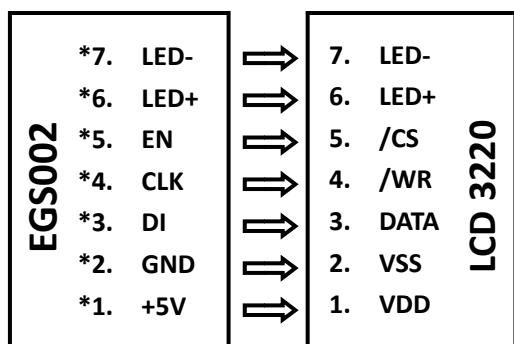 EGS002
*7. LED-
*6. LED+
*5. EN
*4. CLK
*3. DI
*2. GND
*1. +5V
7. LED-
6. LED+
5. /CS
4. /WR
3. DATA
2. VSS
1. VDD
LCD 3220